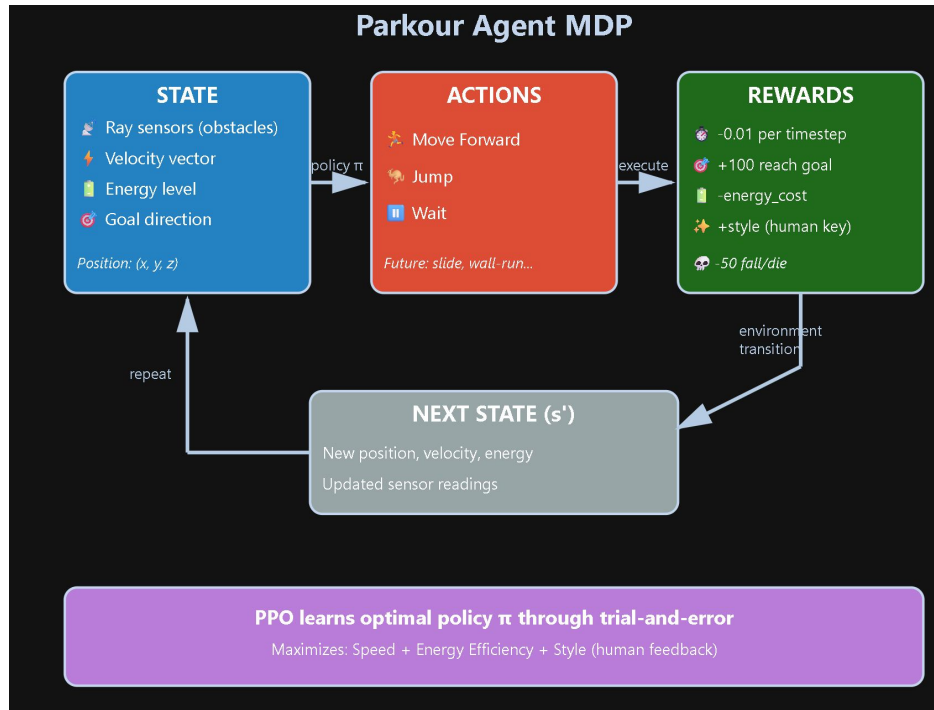 Parkour Agent MDP
STATE
Ray sensors (obstacles)
Velocity vector
Energy level
Goal direction
Position: (x, y, z)
policy π
ACTIONS
Move Forward
Jump
Wait
Future: slide, wall-run...
execute
REWARDS
-0.01 per timestep
+100 reach goal
-energy_cost
+style (human key)
-50 fall/die
environment
transition
repeat
NEXT STATE (s')
New position, velocity, energy
Updated sensor readings
PPO learns optimal policy π through trial-and-error
Maximizes: Speed + Energy Efficiency + Style (human feedback)